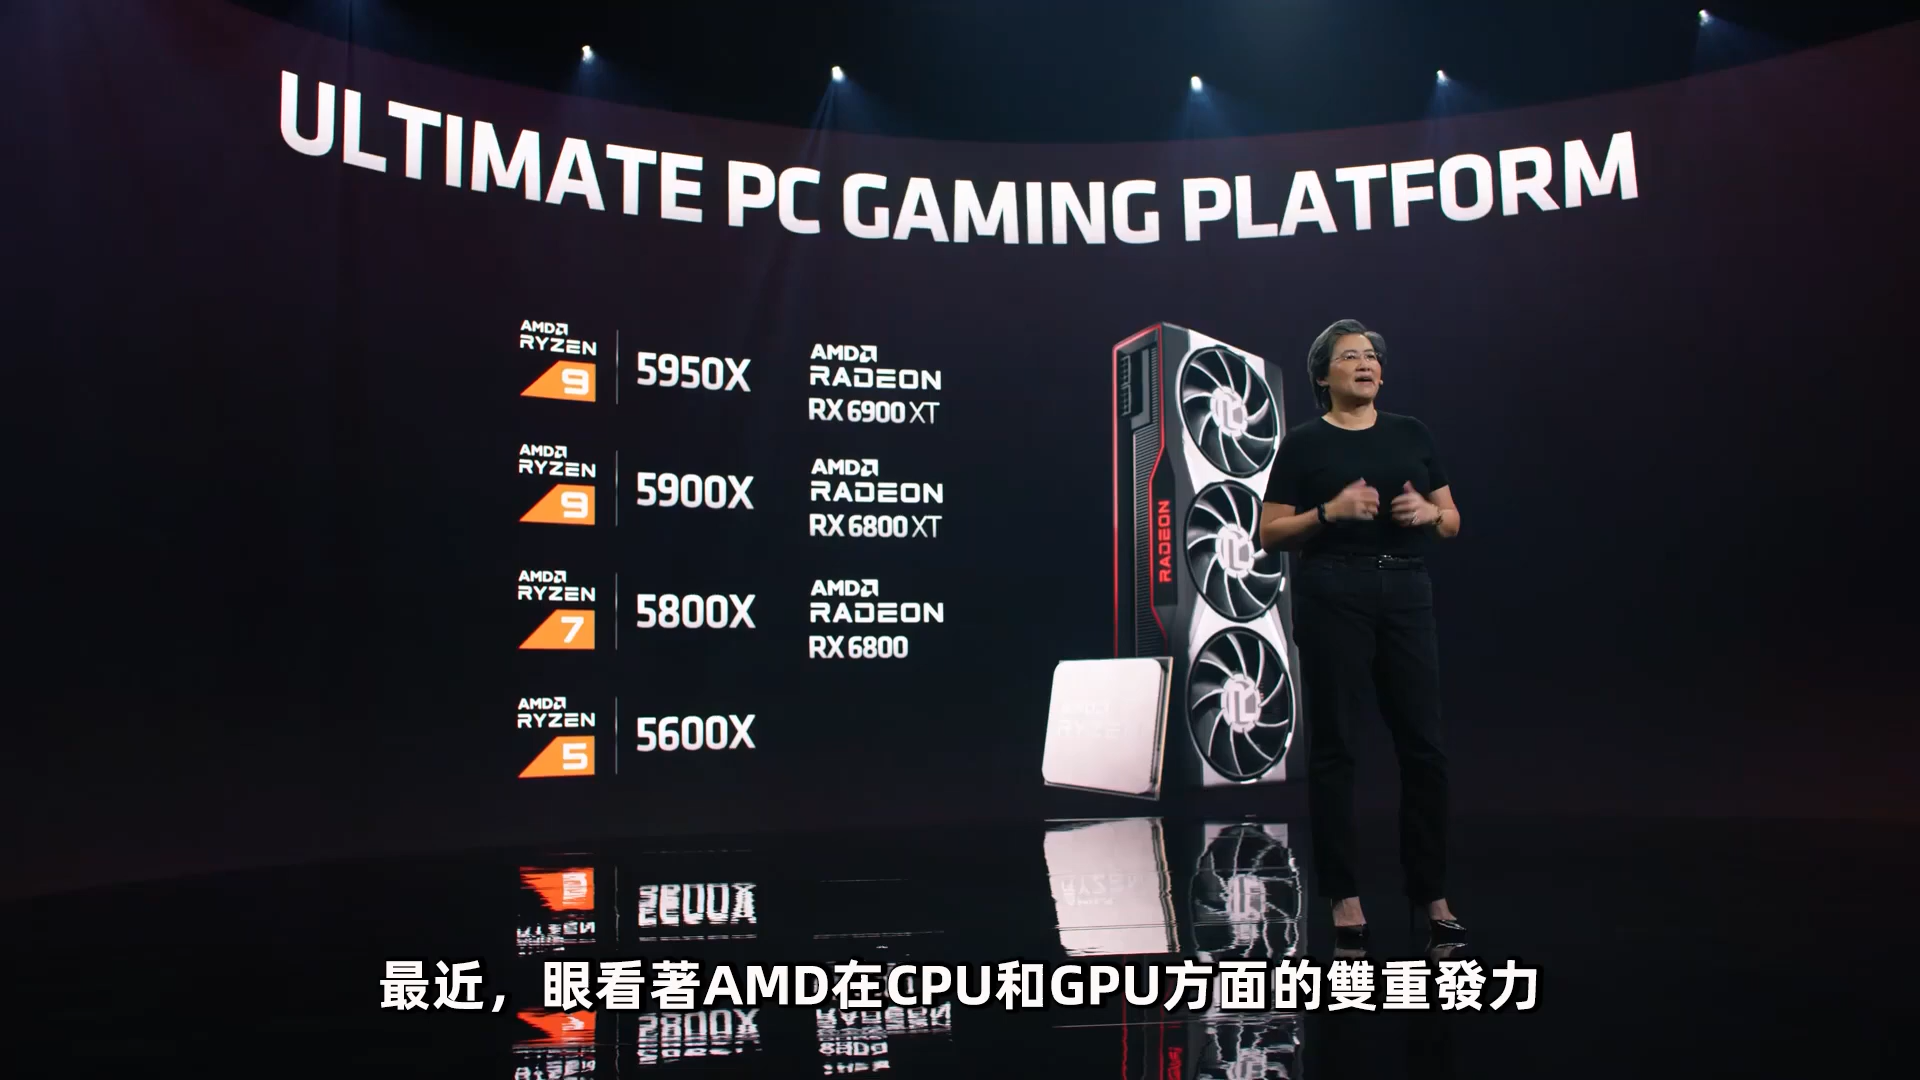 ULTIMATE PC GAMING PLATFORM
AMD
RYZEN
9
5950X
AMD
RADEON
RX 6900 XT
AMD
RYZEN
9
5900X
AMD
RADEON
RX 6800 XT
AMD
RYZEN
7
5800X
AMD
RADEON
RX 6800
AMD
RYZEN
5
5600X
RADEON
最近，眼看著AMD在CPU和GPU方面的雙重發力